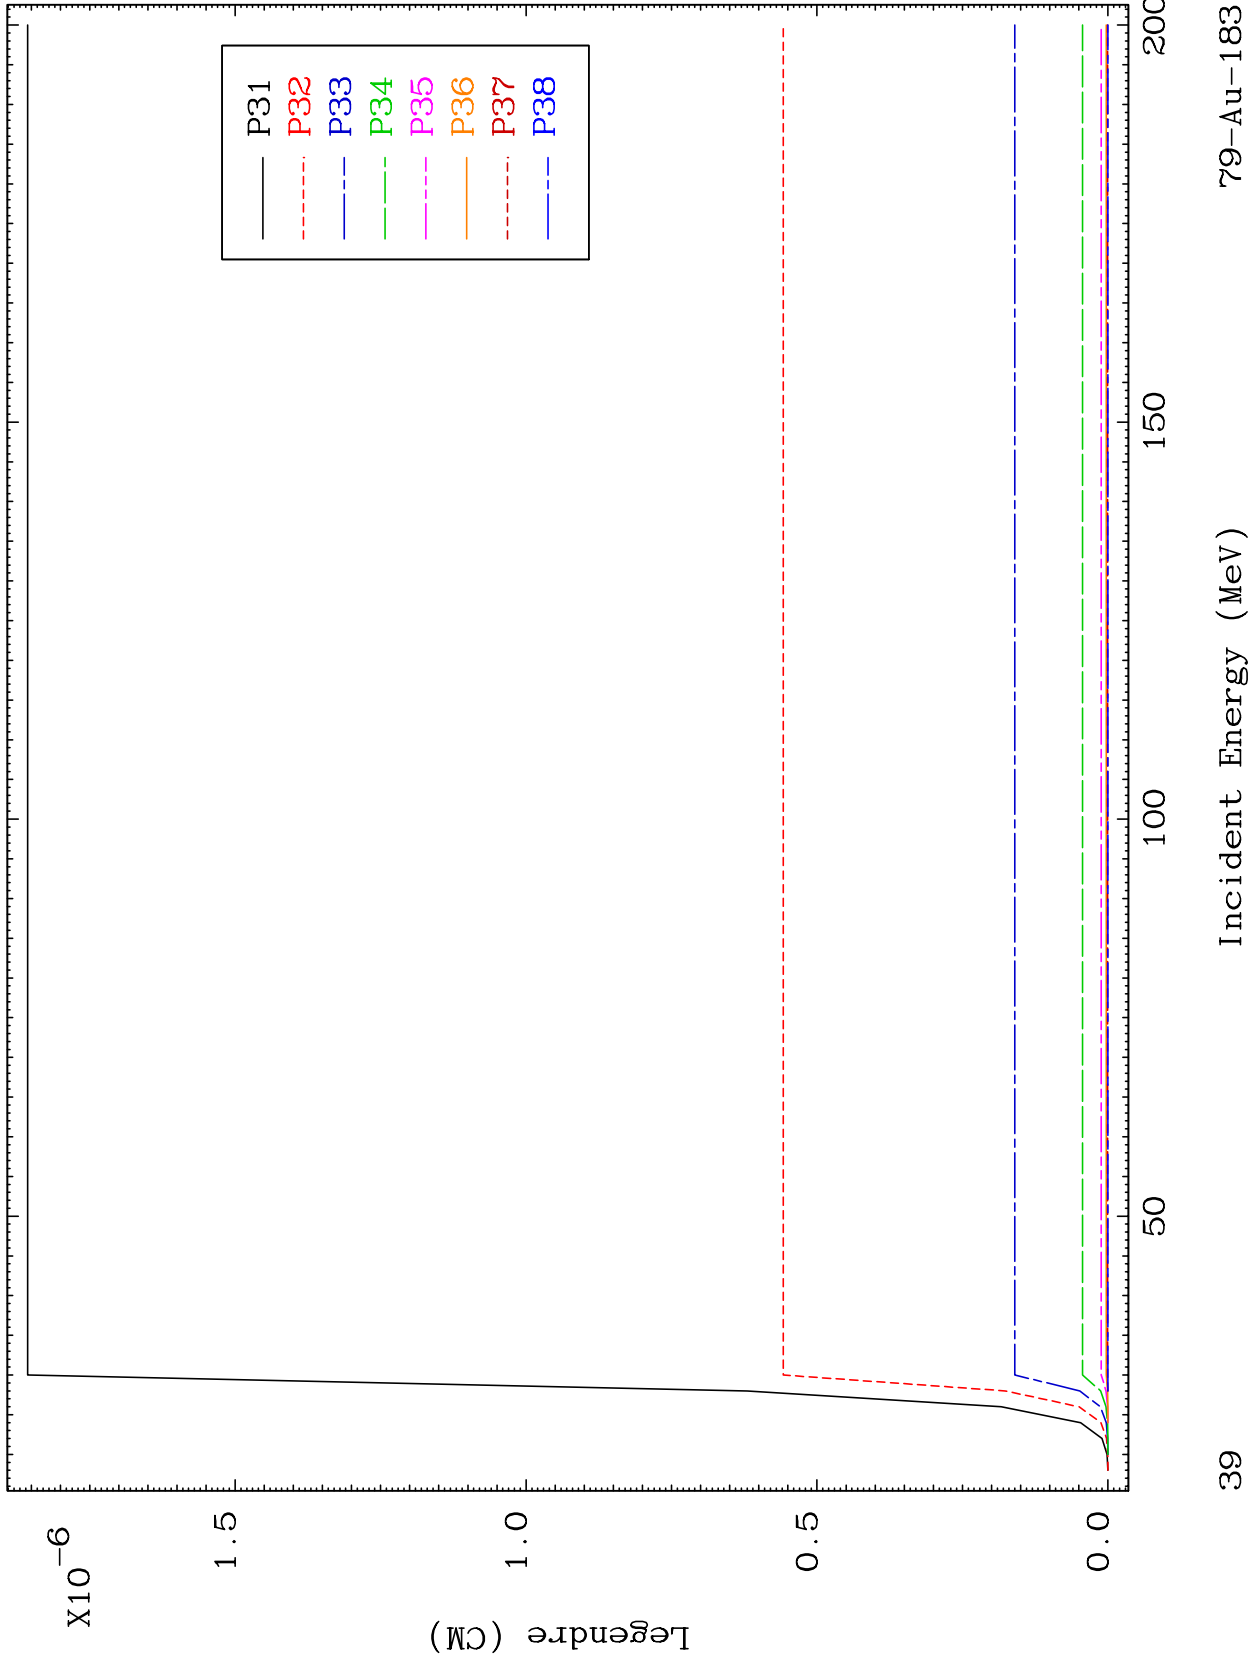 X10-6
1.5
1.0
0.5
0.0
Legendre (CM)
P31
P32
P33
P34
P35
P36
P37
P38
50
100
150
200
Incident Energy (MeV)
39
79-Au-183